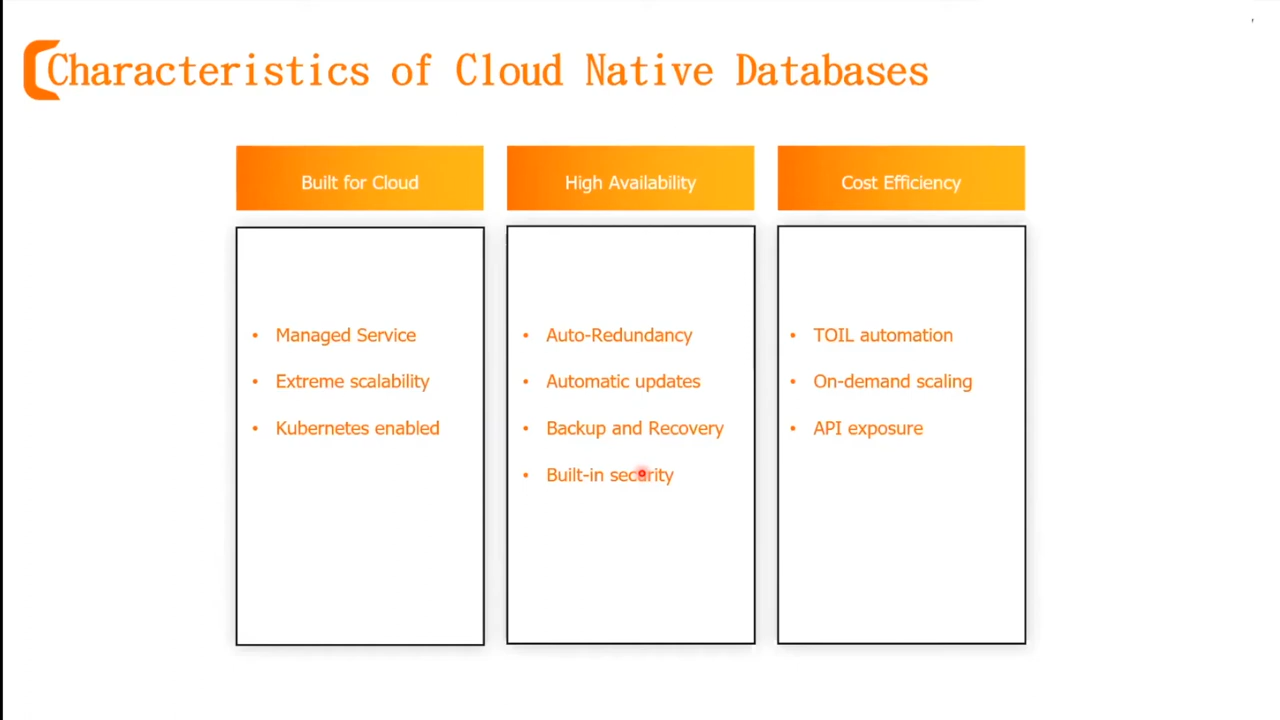 Characteristics of Cloud Native Databases
Built for Cloud
Managed Service
Extreme scalability
Kubernetes enabled
High Availability
Auto-Redundancy
Automatic updates
Backup and Recovery
Built-in security
Cost Efficiency
TOIL automation
On-demand scaling
API exposure